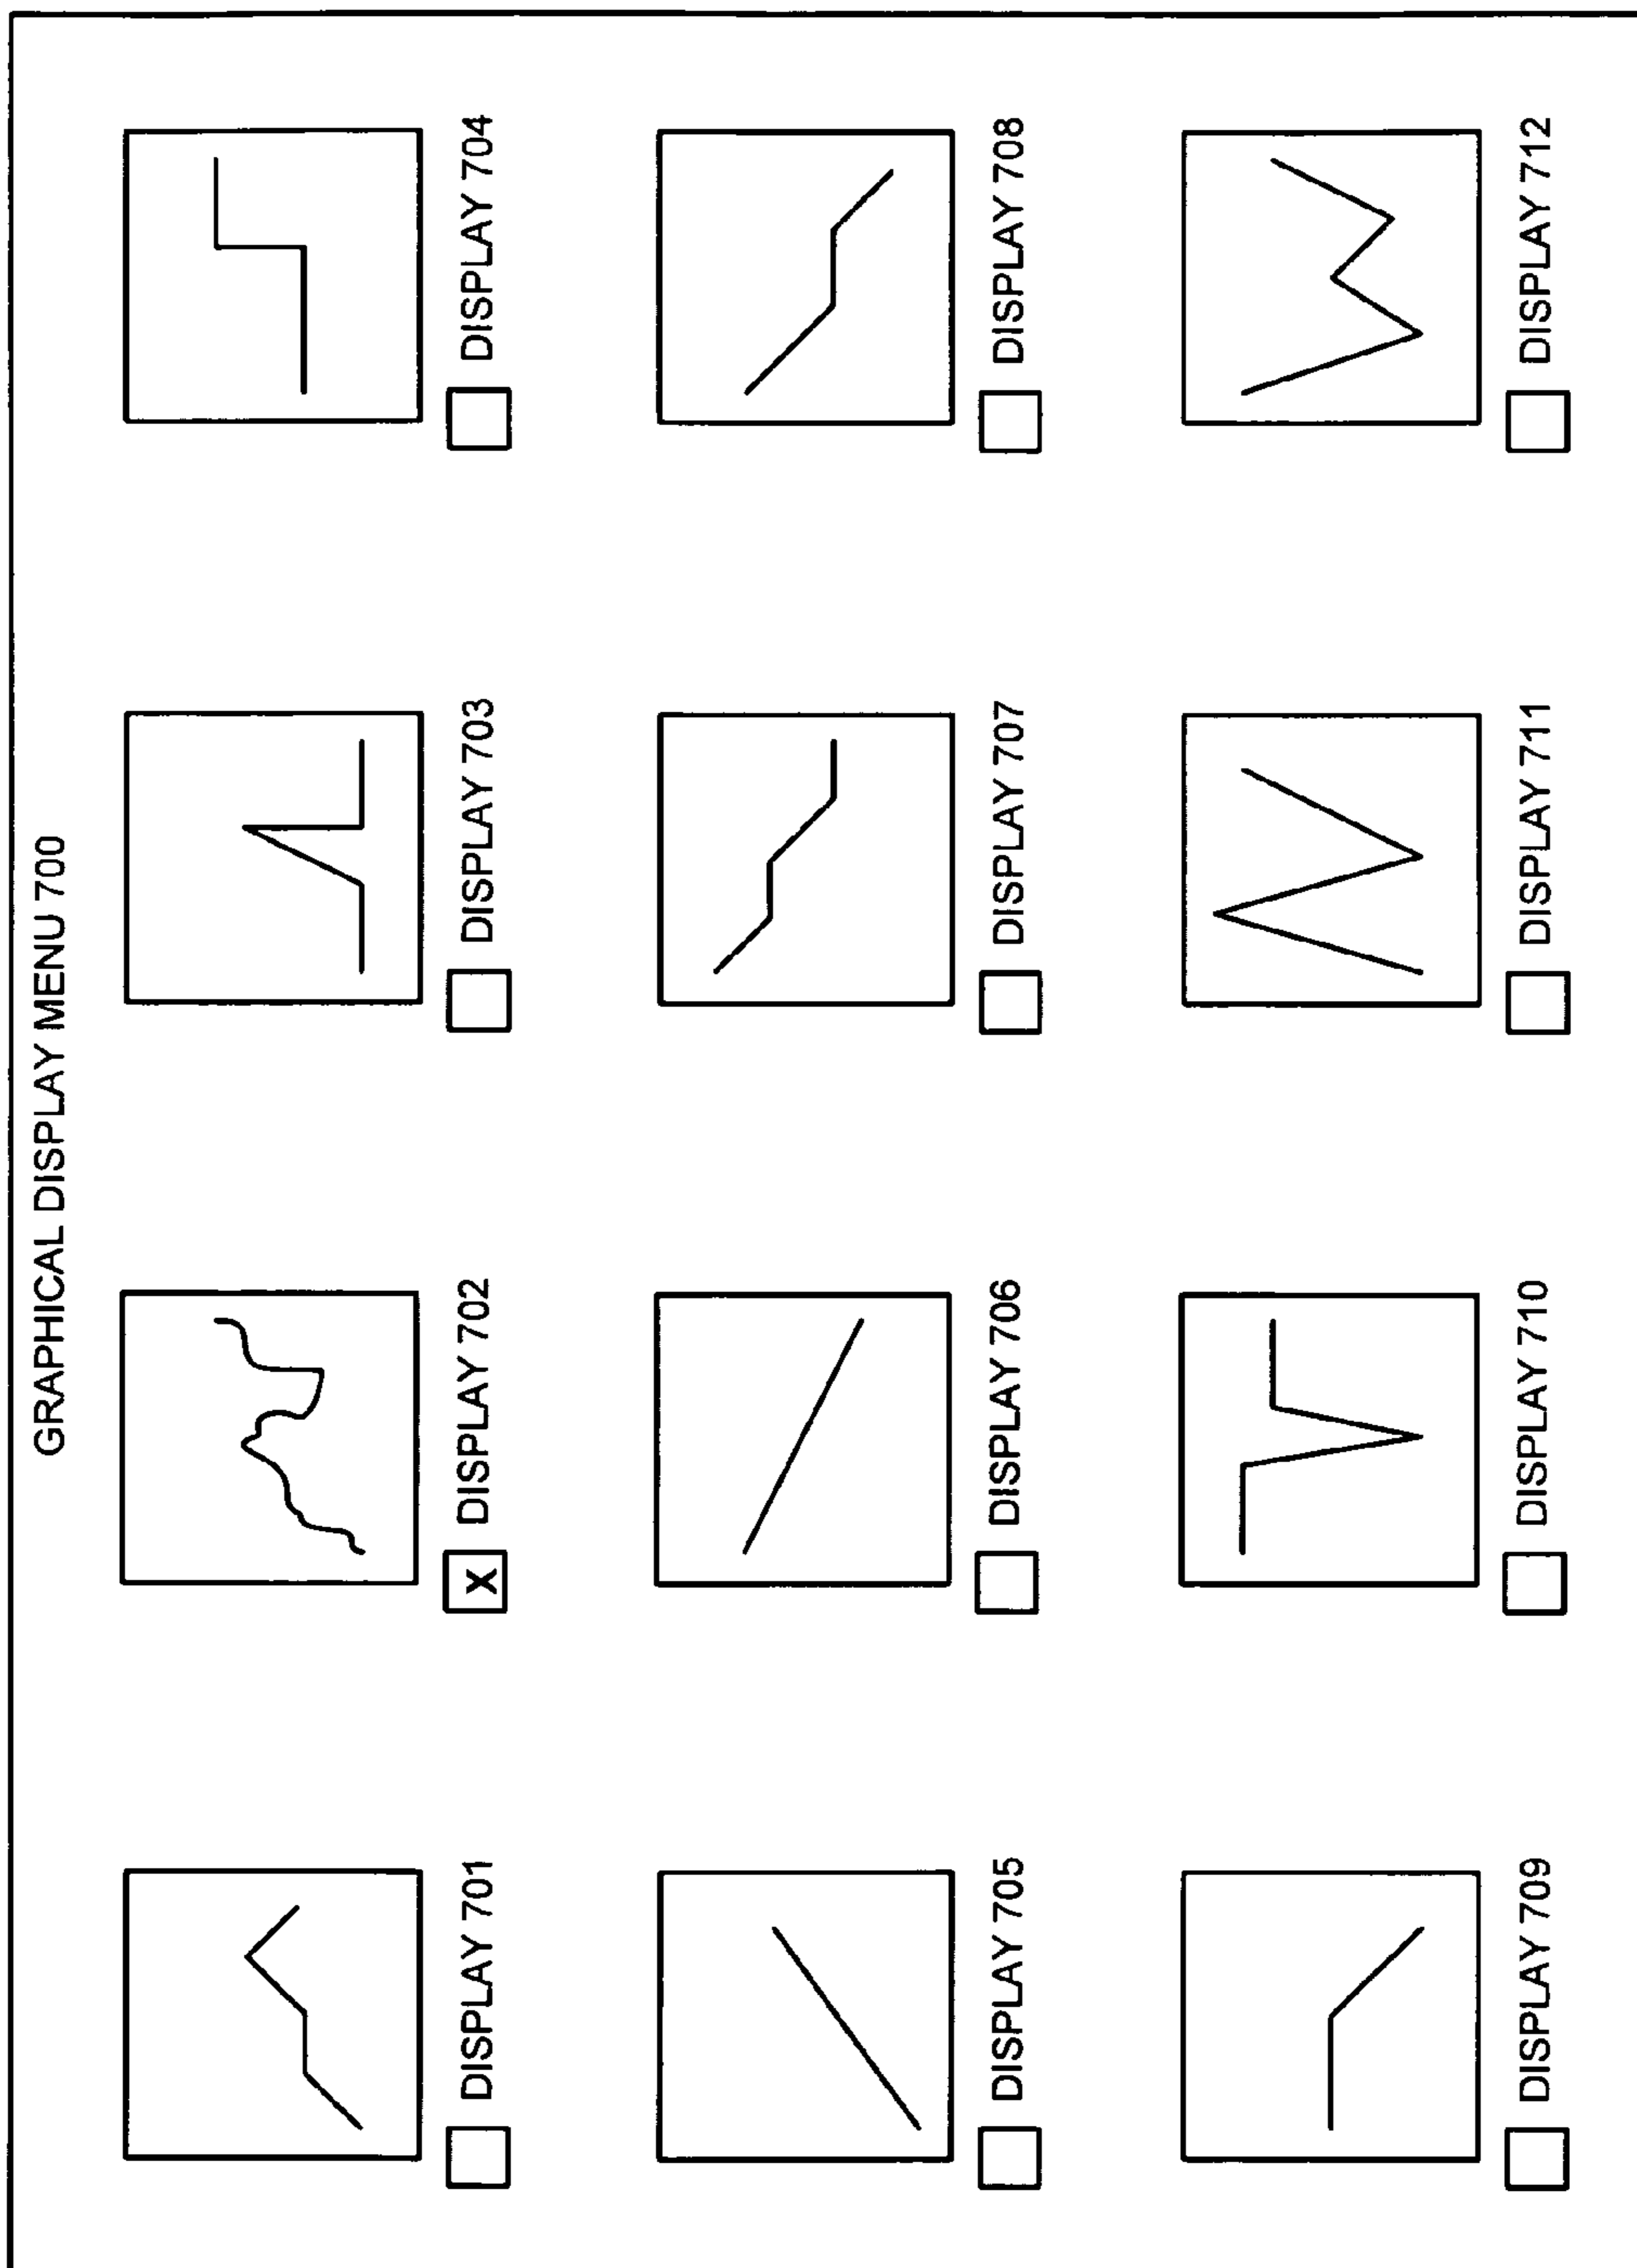 GRAPHICAL DISPLAY MENU 700
DISPLAY 701
X DISPLAY 702
DISPLAY 703
DISPLAY 704
DISPLAY 705
DISPLAY 706
DISPLAY 707
DISPLAY 708
DISPLAY 709
DISPLAY 710
DISPLAY 711
DISPLAY 712